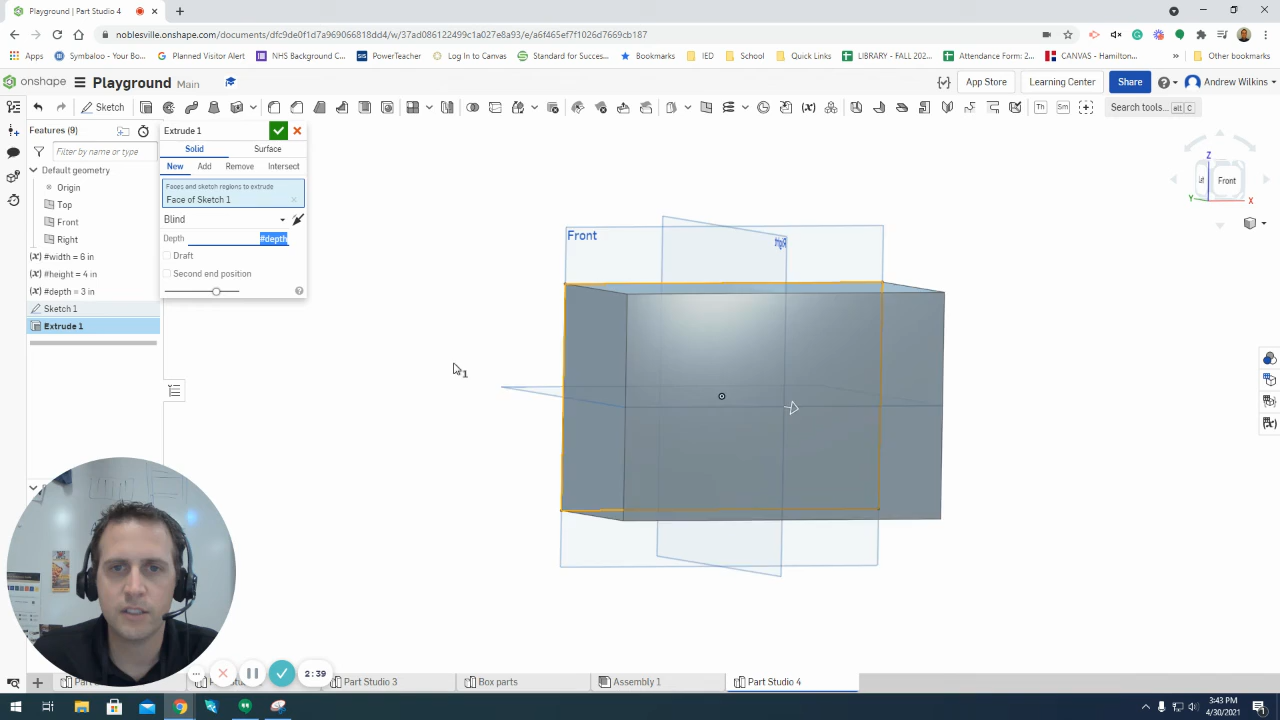 Playground | Part Studio 4
noblesville.onshape.com/documents/dfc9de0f1d7a969066818dd4/w/37ad086122499c1a027e8a93/e/a6f465ef7f1026d7669cb187
Apps
Symbaloo - Your Bo...
Planned Visitor Alert
NHS Background C...
PowerTeacher
Log In to Canvas
Standard for Succes...
Bookmarks
IED
School
Quick Links
LIBRARY - FALL 202...
Attendance Form: 2...
CANVAS - Hamilton...
Other bookmarks
onshape
Playground
Main
App Store
Learning Center
Share
Andrew Wilkins
Sketch
Th
Sm
Search tools...
alt C
Features (9)
Filter by name or type
Default geometry
Origin
Top
Front
Right
(x) #width = 6 in
(x) #height = 4 in
(x) #depth = 3 in
Sketch 1
Extrude 1
Extrude 1
Solid
Surface
New
Add
Remove
Intersect
Faces and sketch regions to extrude
Face of Sketch 1
Blind
Depth
#depth
Draft
Second end position
Front
Right
Z
Front
Y
X
2:39
Part Studio 3
Box parts
Assembly 1
Part Studio 4
3:43 PM
4/30/2021